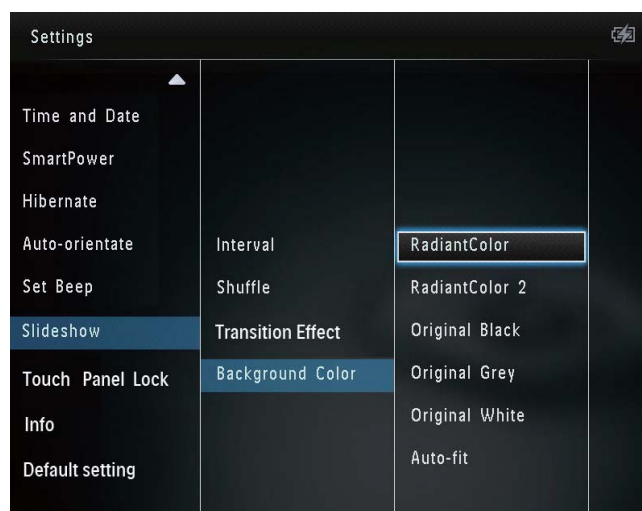 Settings
Time and Date
SmartPower
Hibernate
Auto-orientate
Set Beep
Slideshow
Touch Panel Lock
Info
Default setting
Interval
Shuffle
Transition Effect
Background Color
RadiantColor
RadiantColor 2
Original Black
Original Grey
Original White
Auto-fit